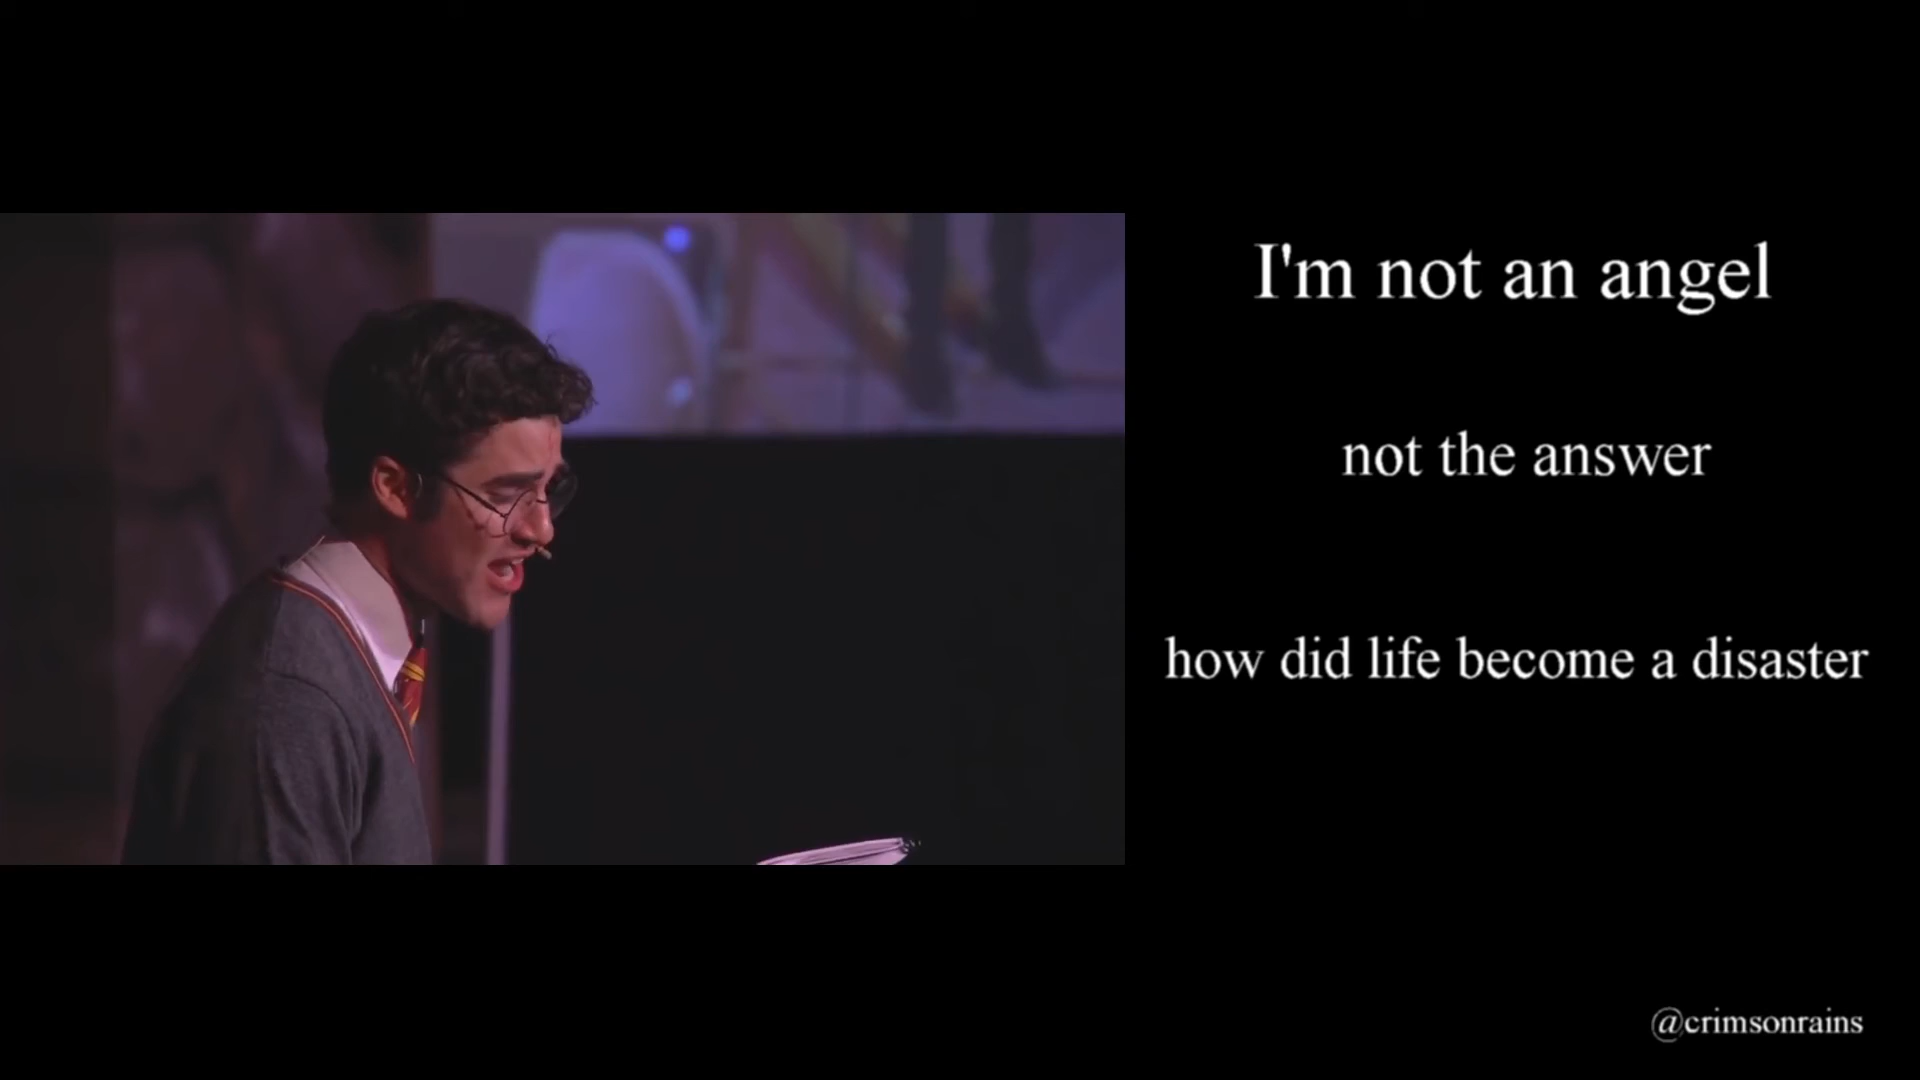 I'm not an angel
not the answer
how did life become a disaster
@crimsonrains